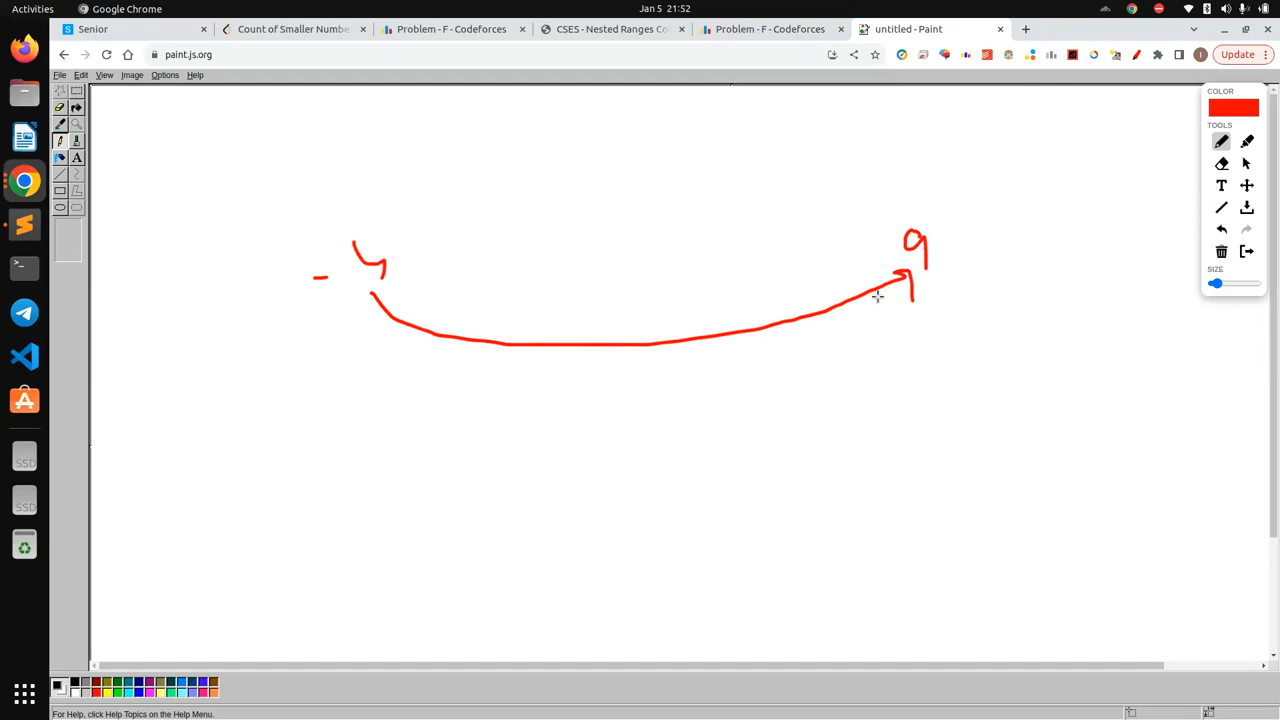 Activities
Google Chrome
Jan 5 21:52
Senior
Count of Smaller Numbe
Problem - F - Codeforces
CSES - Nested Ranges Co
Problem - F - Codeforces
untitled - Paint
paint.js.org
Update
File Edit View Image Options Help
COLOR
TOOLS
T
SIZE
A
I
- 4
9
SSD
SSD
For Help, click Help Topics on the Help Menu.